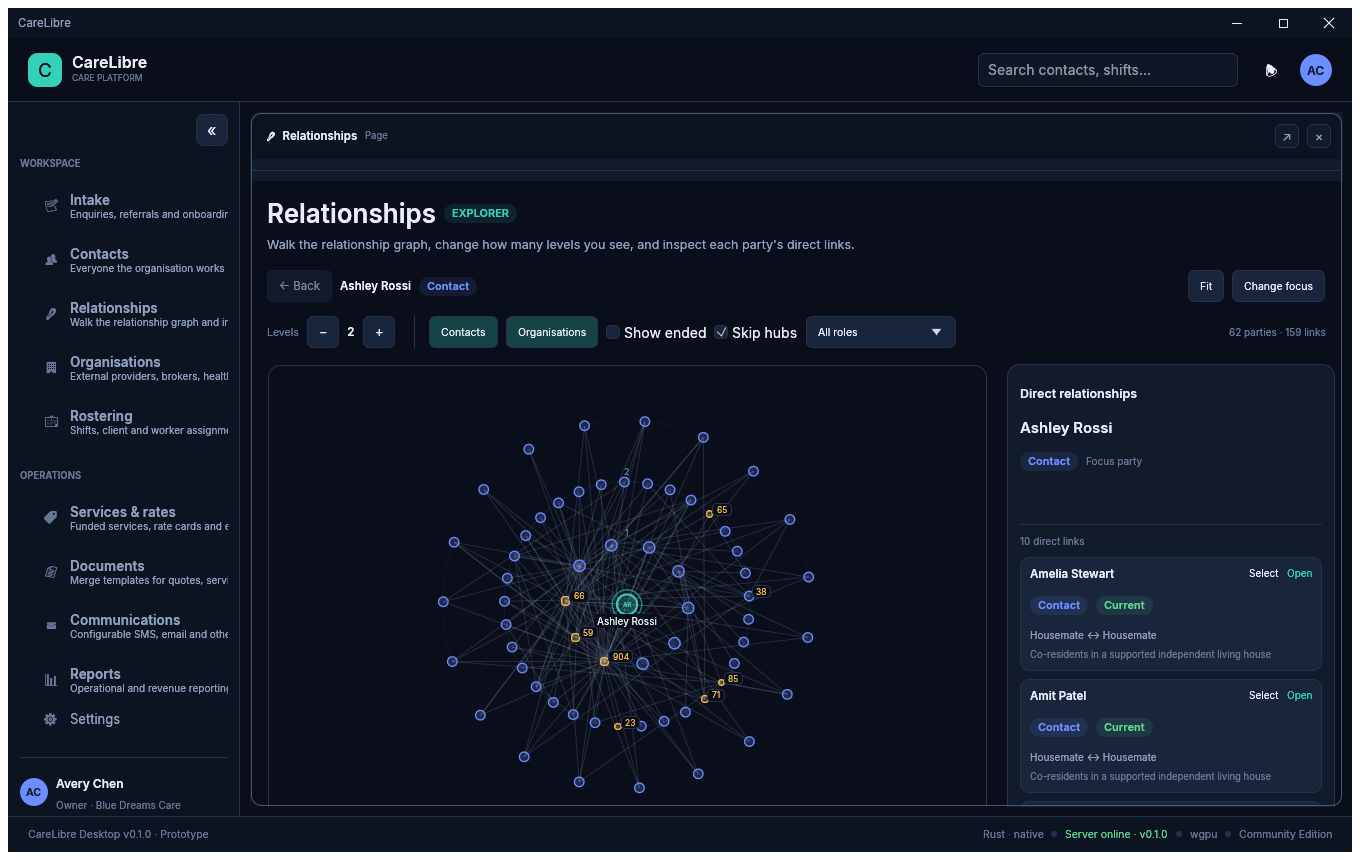 CareLibre
C
CareLibre
CARE PLATFORM
Search contacts, shifts...
AC
«
WORKSPACE
Intake
Enquiries, referrals and onboardin
Contacts
Everyone the organisation works
Relationships
Walk the relationship graph and in
Organisations
External providers, brokers, healt
Rostering
Shifts, client and worker assignme
OPERATIONS
Services & rates
Funded services, rate cards and e
Documents
Merge templates for quotes, servi
Communications
Configurable SMS, email and othe
Reports
Operational and revenue reporting
Settings
AC
Avery Chen
Owner · Blue Dreams Care
Relationships Page
Relationships EXPLORER
Walk the relationship graph, change how many levels you see, and inspect each party's direct links.
← Back Ashley Rossi Contact Fit Change focus
Levels − 2 + Contacts Organisations Show ended Skip hubs All roles 62 parties · 159 links
2
65
1
38
66
AR
Ashley Rossi
59
904
85
71
23
Direct relationships
Ashley Rossi
Contact Focus party
10 direct links
Amelia Stewart Select Open
Contact Current
Housemate ↔ Housemate
Co-residents in a supported independent living house
Amit Patel Select Open
Contact Current
Housemate ↔ Housemate
Co-residents in a supported independent living house
CareLibre Desktop v0.1.0 · Prototype
Rust · native Server online · v0.1.0 wgpu Community Edition